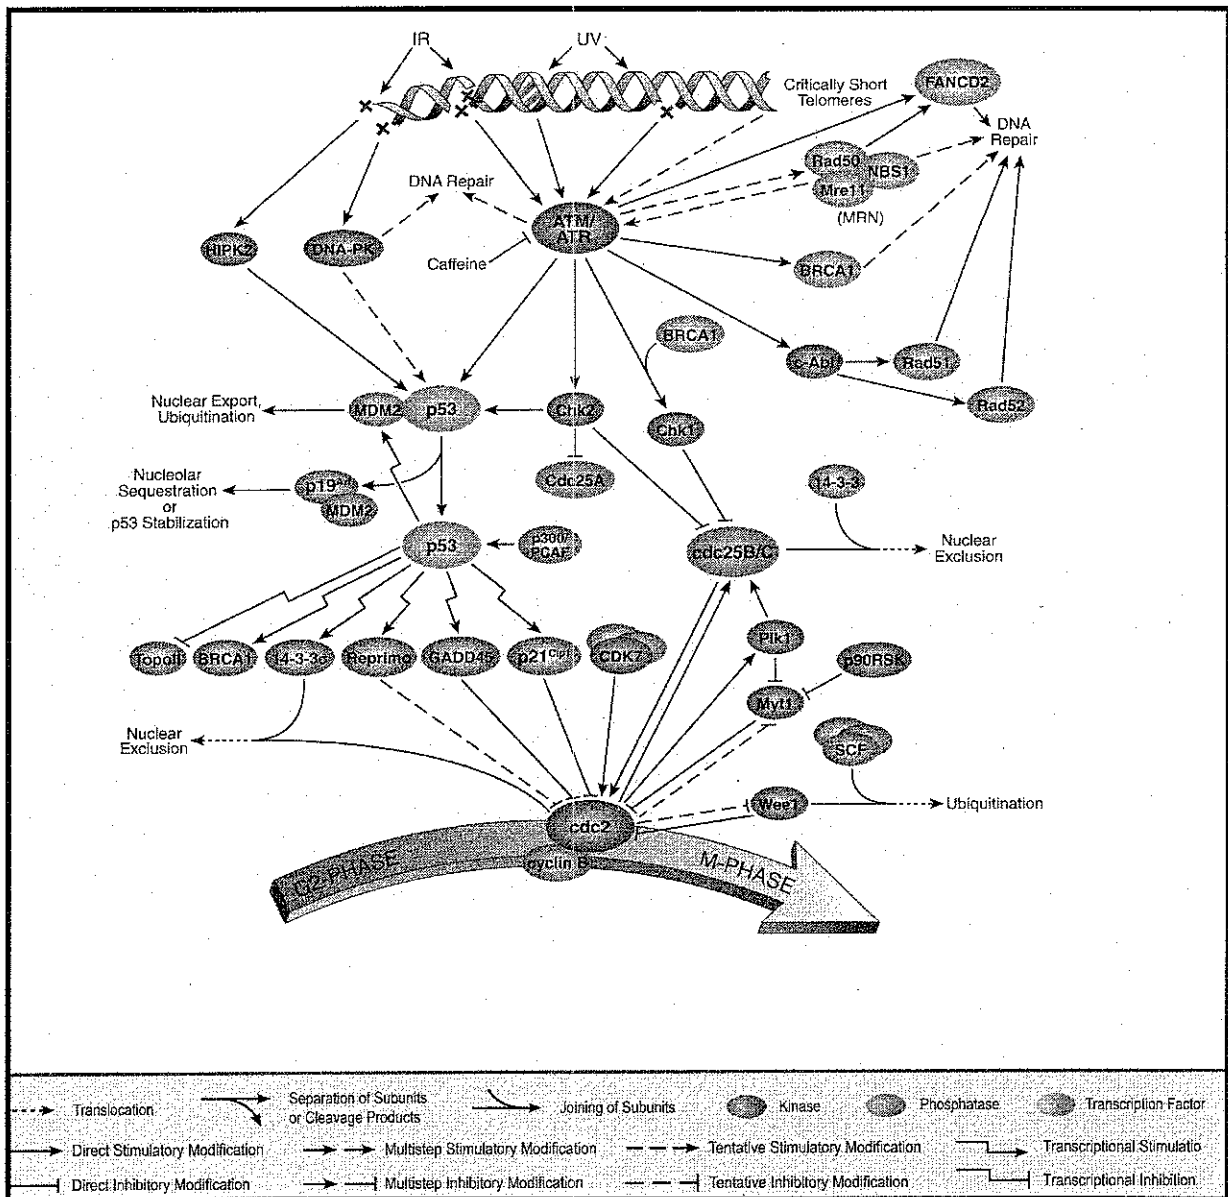 IR
UV
Critically Short
Telomeres
FANCD2
DNA
Repair
Rad50
NBS1
Mre11
(MRN)
DNA Repair
ATM/
ATR
HIPK2
DNA-PK
Caffeine
BRCA1
BRCA1
c-Abl
Rad51
Nuclear Export,
Ubiquitination
MDM2
p53
Chk2
Chk1
Rad52
Nucleolar
Sequestration
or
p53 Stabilization
p19
MDM2
Cdc25A
14-3-3
p53
p300/
PCAF
cdc25B/C
Nuclear
Exclusion
TopoII
BRCA1
14-3-3σ
Reprimo
GADD45
p21Cip1
CDK7
Plk1
p90RSK
Myt1
Nuclear
Exclusion
SCF
Wee1
Ubiquitination
cdc2
cyclin B
G2-PHASE
M-PHASE
Translocation
Separation of Subunits
or Cleavage Products
Joining of Subunits
Kinase
Phosphatase
Transcription Factor
Direct Stimulatory Modification
Multistep Stimulatory Modification
Tentative Stimulatory Modification
Transcriptional Stimulatio
Direct Inhibitory Modification
Multistep Inhibitory Modification
Tentative Inhibitory Modification
Transcriptional Inhibition